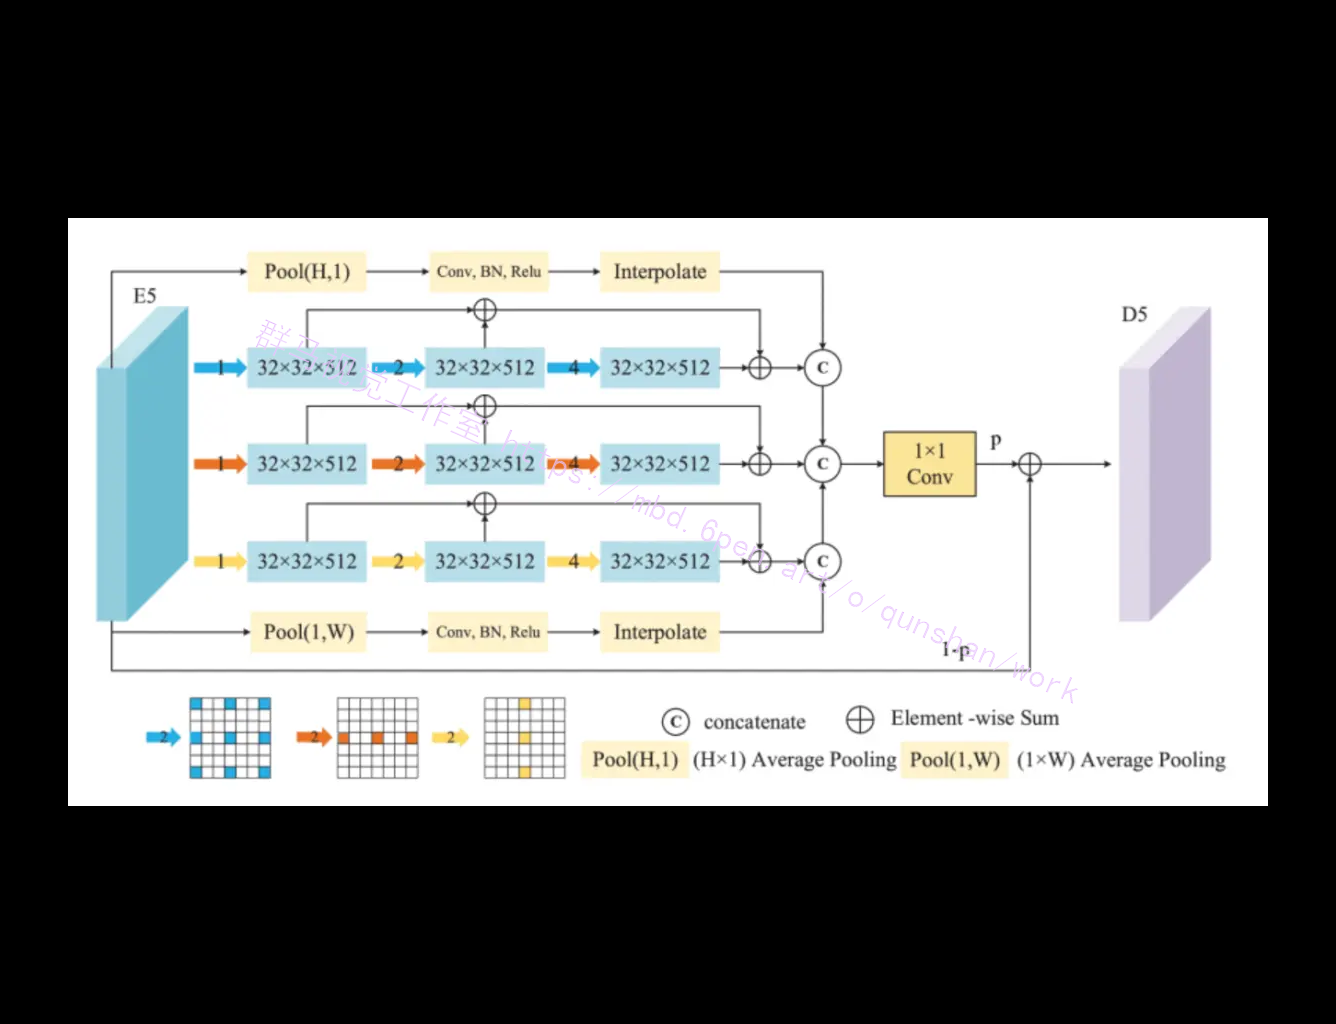 Pool(H,1) Conv, BN, Relu Interpolate
E5
D5
1 32×32×512 2 32×32×512 4 32×32×512 C
1 32×32×512 2 32×32×512 4 32×32×512 C
1×1
Conv
p
1 32×32×512 2 32×32×512 4 32×32×512 C
Pool(1,W) Conv, BN, Relu Interpolate
1-p
2 2 2
C concatenate Element -wise Sum
Pool(H,1) (H×1) Average Pooling Pool(1,W) (1×W) Average Pooling
群马视觉工作室 https://mbd.6pen.art/o/qunshan/work